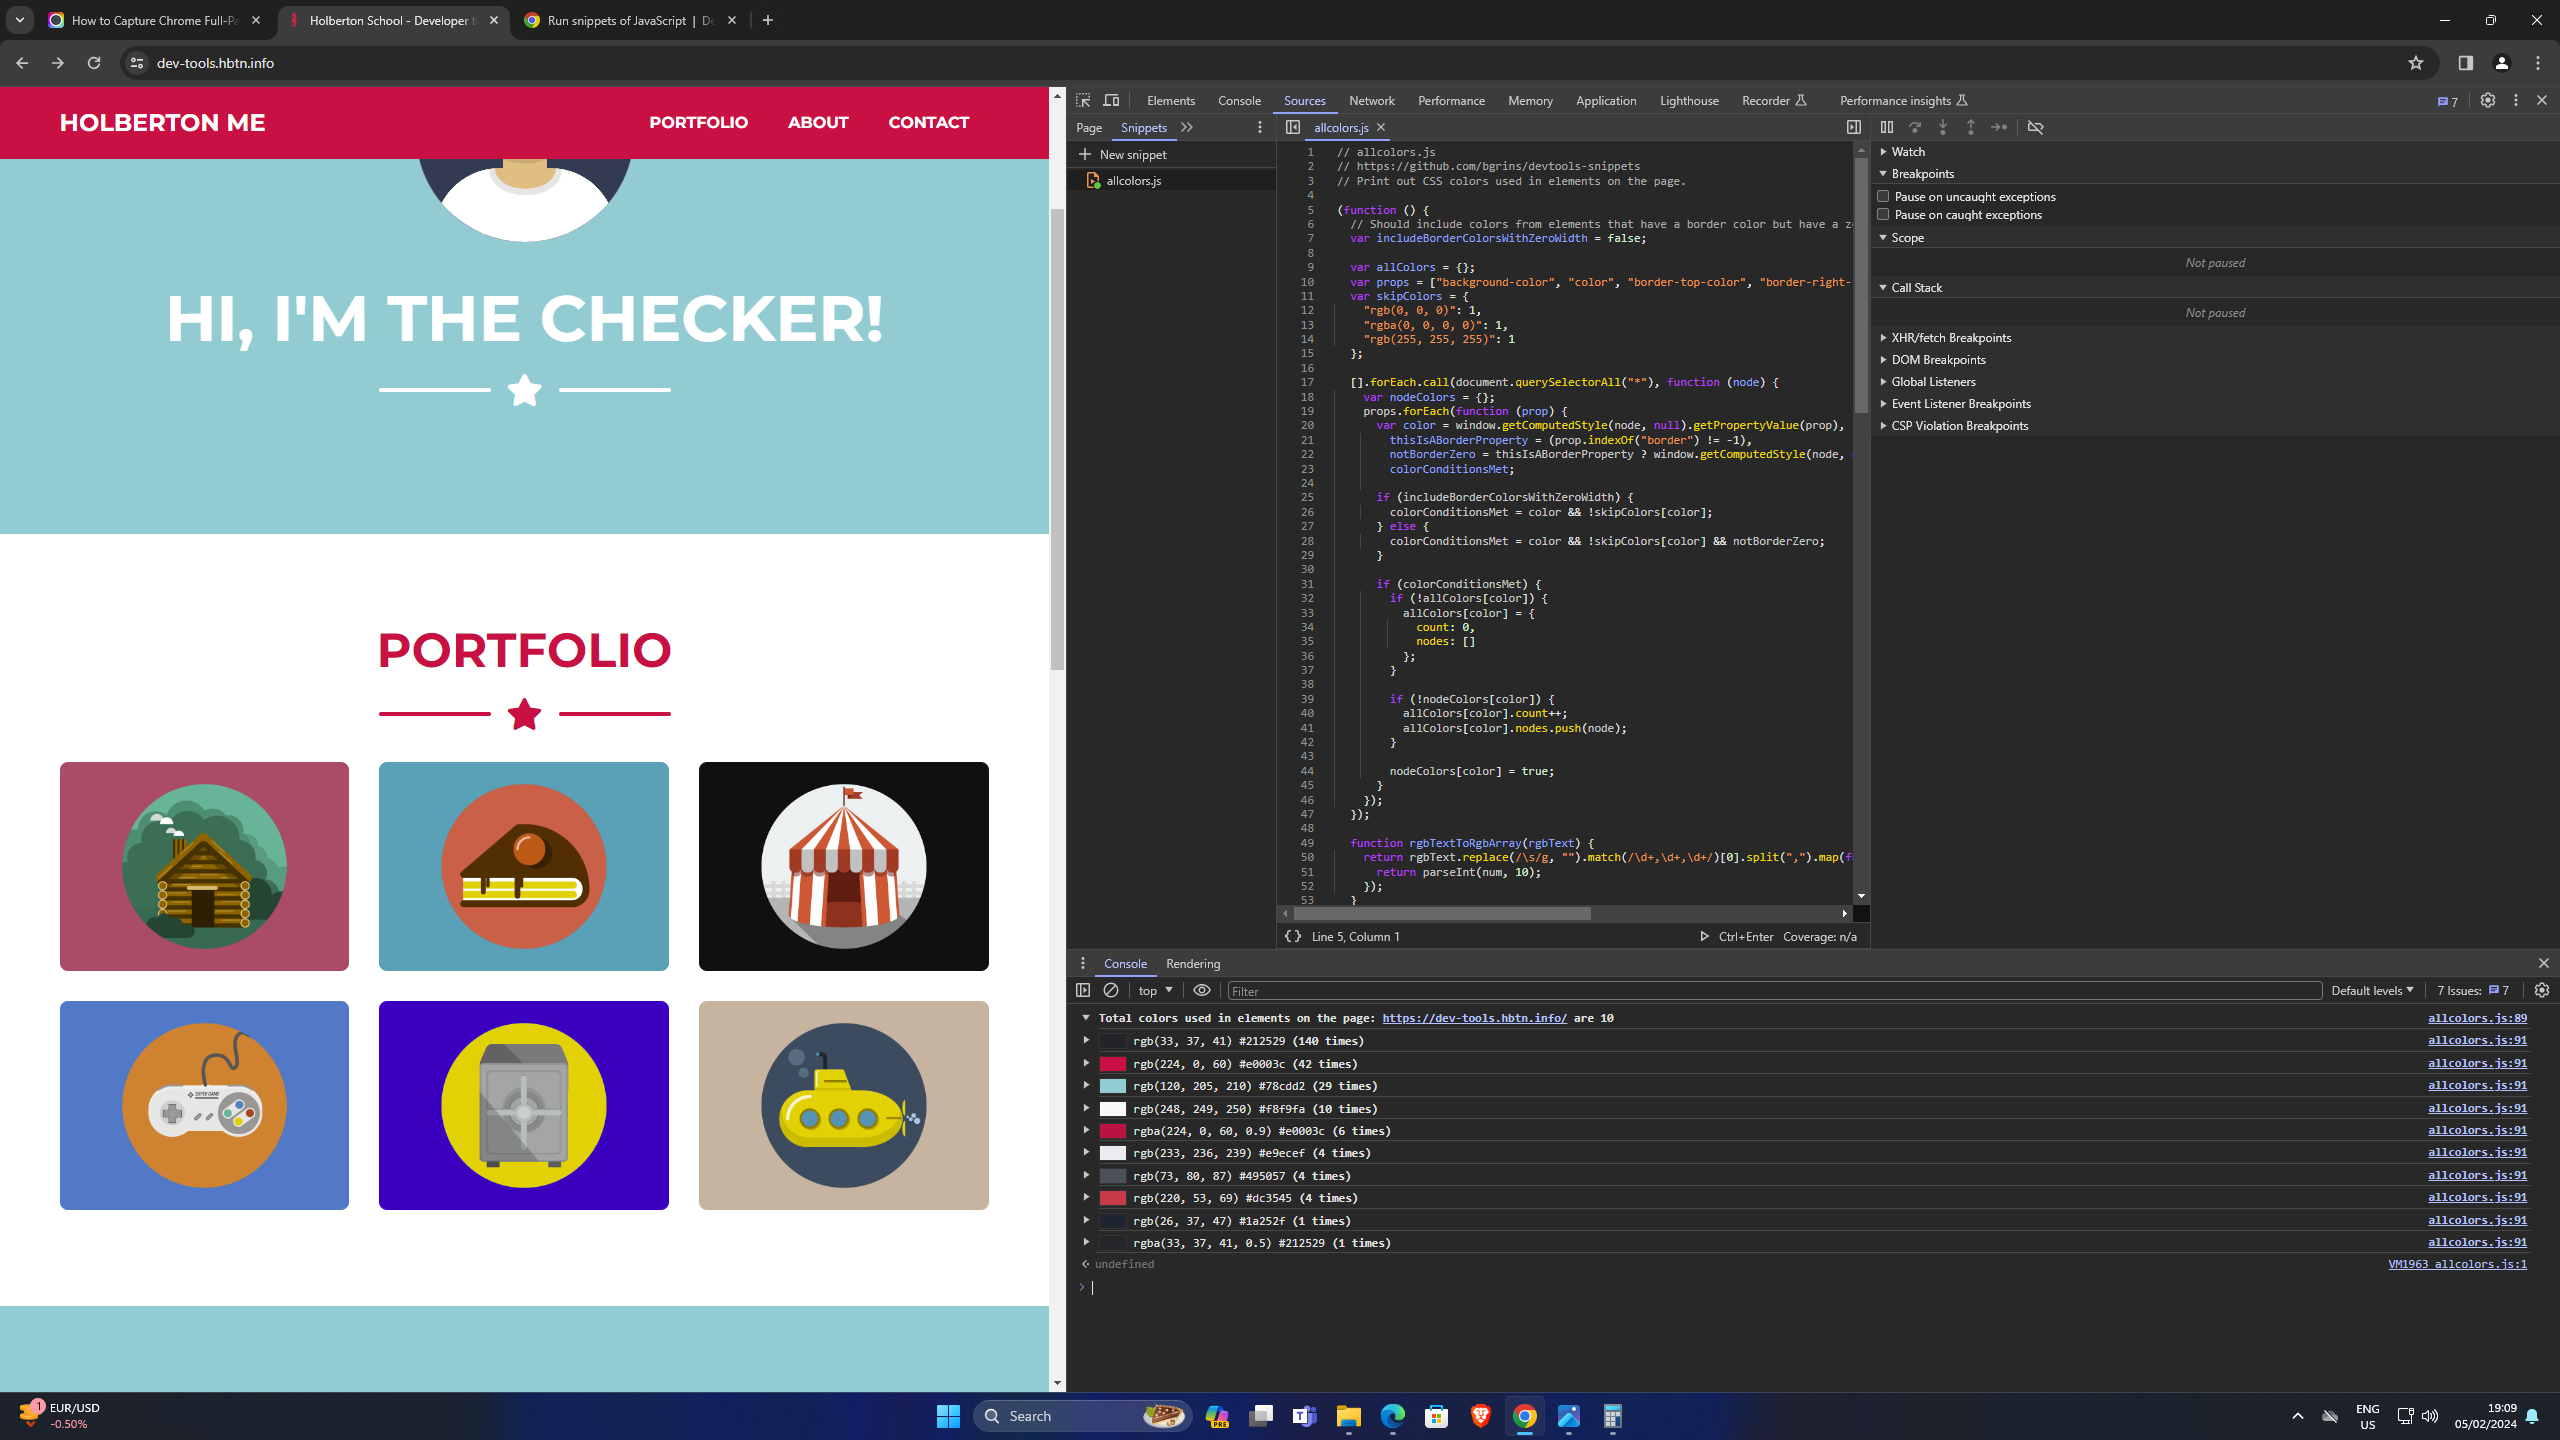 How to Capture Chrome Full-Pa
Holberton School - Developer t
Run snippets of JavaScript | De
dev-tools.hbtn.info
HOLBERTON ME
PORTFOLIO ABOUT CONTACT
HI, I'M THE CHECKER!
PORTFOLIO
SUPER GAME
Elements Console Sources Network Performance Memory Application Lighthouse Recorder Performance insights 7
Page Snippets
New snippet
allcolors.js
allcolors.js
1 // allcolors.js
2 // https://github.com/bgrins/devtools-snippets
3 // Print out CSS colors used in elements on the page.
4
5 (function () {
6 // Should include colors from elements that have a border color but have a z
7 var includeBorderColorsWithZeroWidth = false;
8
9 var allColors = {};
10 var props = ["background-color", "color", "border-top-color", "border-right-
11 var skipColors = {
12 "rgb(0, 0, 0)": 1,
13 "rgba(0, 0, 0, 0)": 1,
14 "rgb(255, 255, 255)": 1
15 };
16
17 [].forEach.call(document.querySelectorAll("*"), function (node) {
18 var nodeColors = {};
19 props.forEach(function (prop) {
20 var color = window.getComputedStyle(node, null).getPropertyValue(prop),
21 thisIsABorderProperty = (prop.indexOf("border") != -1),
22 notBorderZero = thisIsABorderProperty ? window.getComputedStyle(node,
23 colorConditionsMet;
24
25 if (includeBorderColorsWithZeroWidth) {
26 colorConditionsMet = color && !skipColors[color];
27 } else {
28 colorConditionsMet = color && !skipColors[color] && notBorderZero;
29 }
30
31 if (colorConditionsMet) {
32 if (!allColors[color]) {
33 allColors[color] = {
34 count: 0,
35 nodes: []
36 };
37 }
38
39 if (!nodeColors[color]) {
40 allColors[color].count++;
41 allColors[color].nodes.push(node);
42 }
43
44 nodeColors[color] = true;
45 }
46 });
47 });
48
49 function rgbTextToRgbArray(rgbText) {
50 return rgbText.replace(/\s/g, "").match(/\d+,\d+,\d+/)[0].split(",").map(f
51 return parseInt(num, 10);
52 });
53 }
{} Line 5, Column 1 Ctrl+Enter Coverage: n/a
Watch
Breakpoints
Pause on uncaught exceptions
Pause on caught exceptions
Scope
Not paused
Call Stack
Not paused
XHR/fetch Breakpoints
DOM Breakpoints
Global Listeners
Event Listener Breakpoints
CSP Violation Breakpoints
Console Rendering
top Filter Default levels 7 Issues: 7
Total colors used in elements on the page: https://dev-tools.hbtn.info/ are 10 allcolors.js:89
rgb(33, 37, 41) #212529 (140 times) allcolors.js:91
rgb(224, 0, 60) #e0003c (42 times) allcolors.js:91
rgb(120, 205, 210) #78cdd2 (29 times) allcolors.js:91
rgb(248, 249, 250) #f8f9fa (10 times) allcolors.js:91
rgba(224, 0, 60, 0.9) #e0003c (6 times) allcolors.js:91
rgb(233, 236, 239) #e9ecef (4 times) allcolors.js:91
rgb(73, 80, 87) #495057 (4 times) allcolors.js:91
rgb(220, 53, 69) #dc3545 (4 times) allcolors.js:91
rgb(26, 37, 47) #1a252f (1 times) allcolors.js:91
rgba(33, 37, 41, 0.5) #212529 (1 times) allcolors.js:91
undefined VM1963 allcolors.js:1
1 EUR/USD
-0.50%
Search
PRE
ENG
US
19:09
05/02/2024